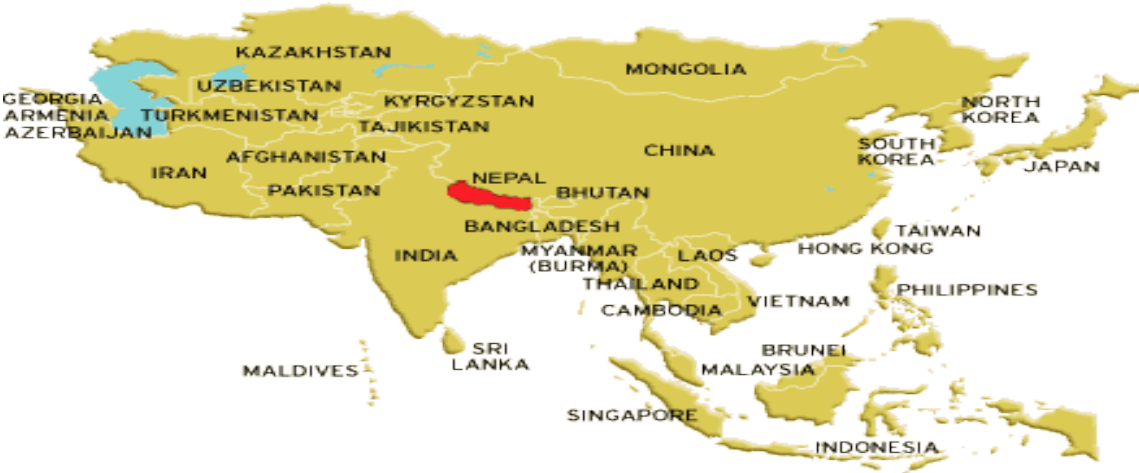 KAZAKHSTAN
MONGOLIA
UZBEKISTAN
GEORGIA
KYRGYZSTAN
NORTH
KOREA
ARMENIA
TURKMENISTAN
TAJIKISTAN
AZERBAIJAN
SOUTH
KOREA
CHINA
AFGHANISTAN
JAPAN
IRAN
NEPAL
PAKISTAN
BHUTAN
BANGLADESH
TAIWAN
INDIA
MYANMAR
(BURMA)
LAOS
HONG KONG
THAILAND
PHILIPPINES
VIETNAM
CAMBODIA
SRI
LANKA
BRUNEI
MALDIVES
MALAYSIA
SINGAPORE
INDONESIA